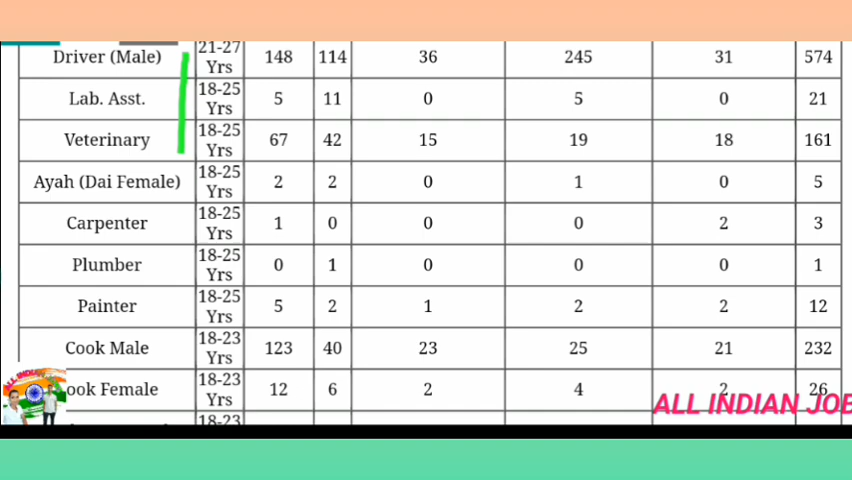 Driver (Male) 21-27 Yrs 148 114 36 245 31 574
Lab. Asst. 18-25 Yrs 5 11 0 5 0 21
Veterinary 18-25 Yrs 67 42 15 19 18 161
Ayah (Dai Female) 18-25 Yrs 2 2 0 1 0 5
Carpenter 18-25 Yrs 1 0 0 0 2 3
Plumber 18-25 Yrs 0 1 0 0 0 1
Painter 18-25 Yrs 5 2 1 2 2 12
Cook Male 18-23 Yrs 123 40 23 25 21 232
ook Female 18-23 Yrs 12 6 2 4 2 26
18-23
ALL INDIAN JOB